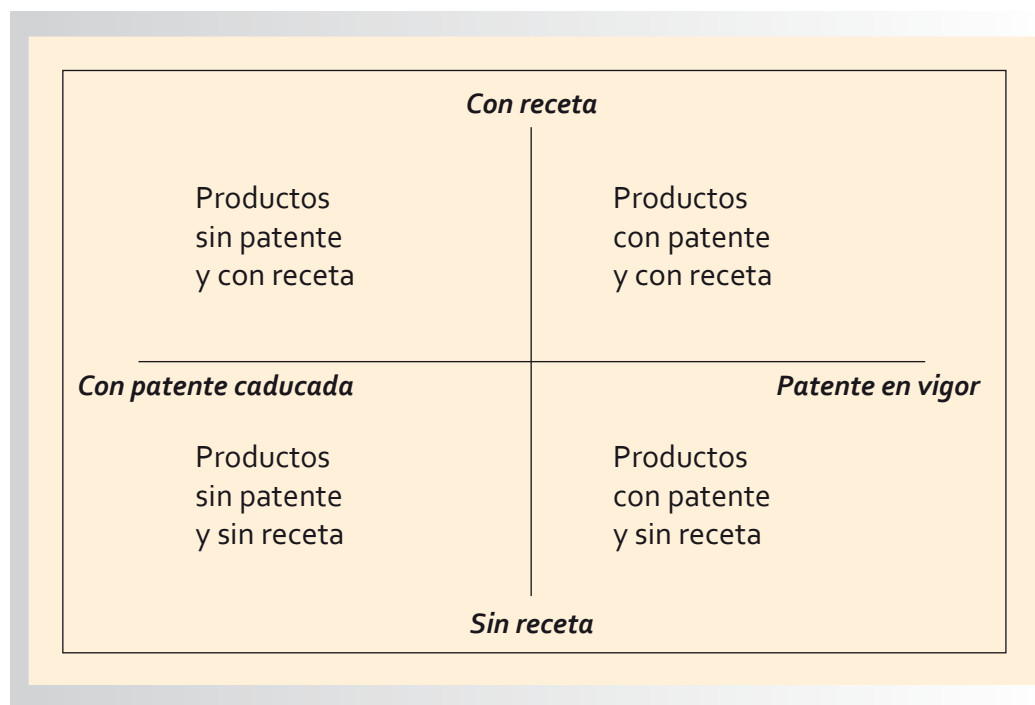 Con receta
Productos
sin patente
y con receta
Productos
con patente
y con receta
Con patente caducada
Patente en vigor
Productos
sin patente
y sin receta
Productos
con patente
y sin receta
Sin receta